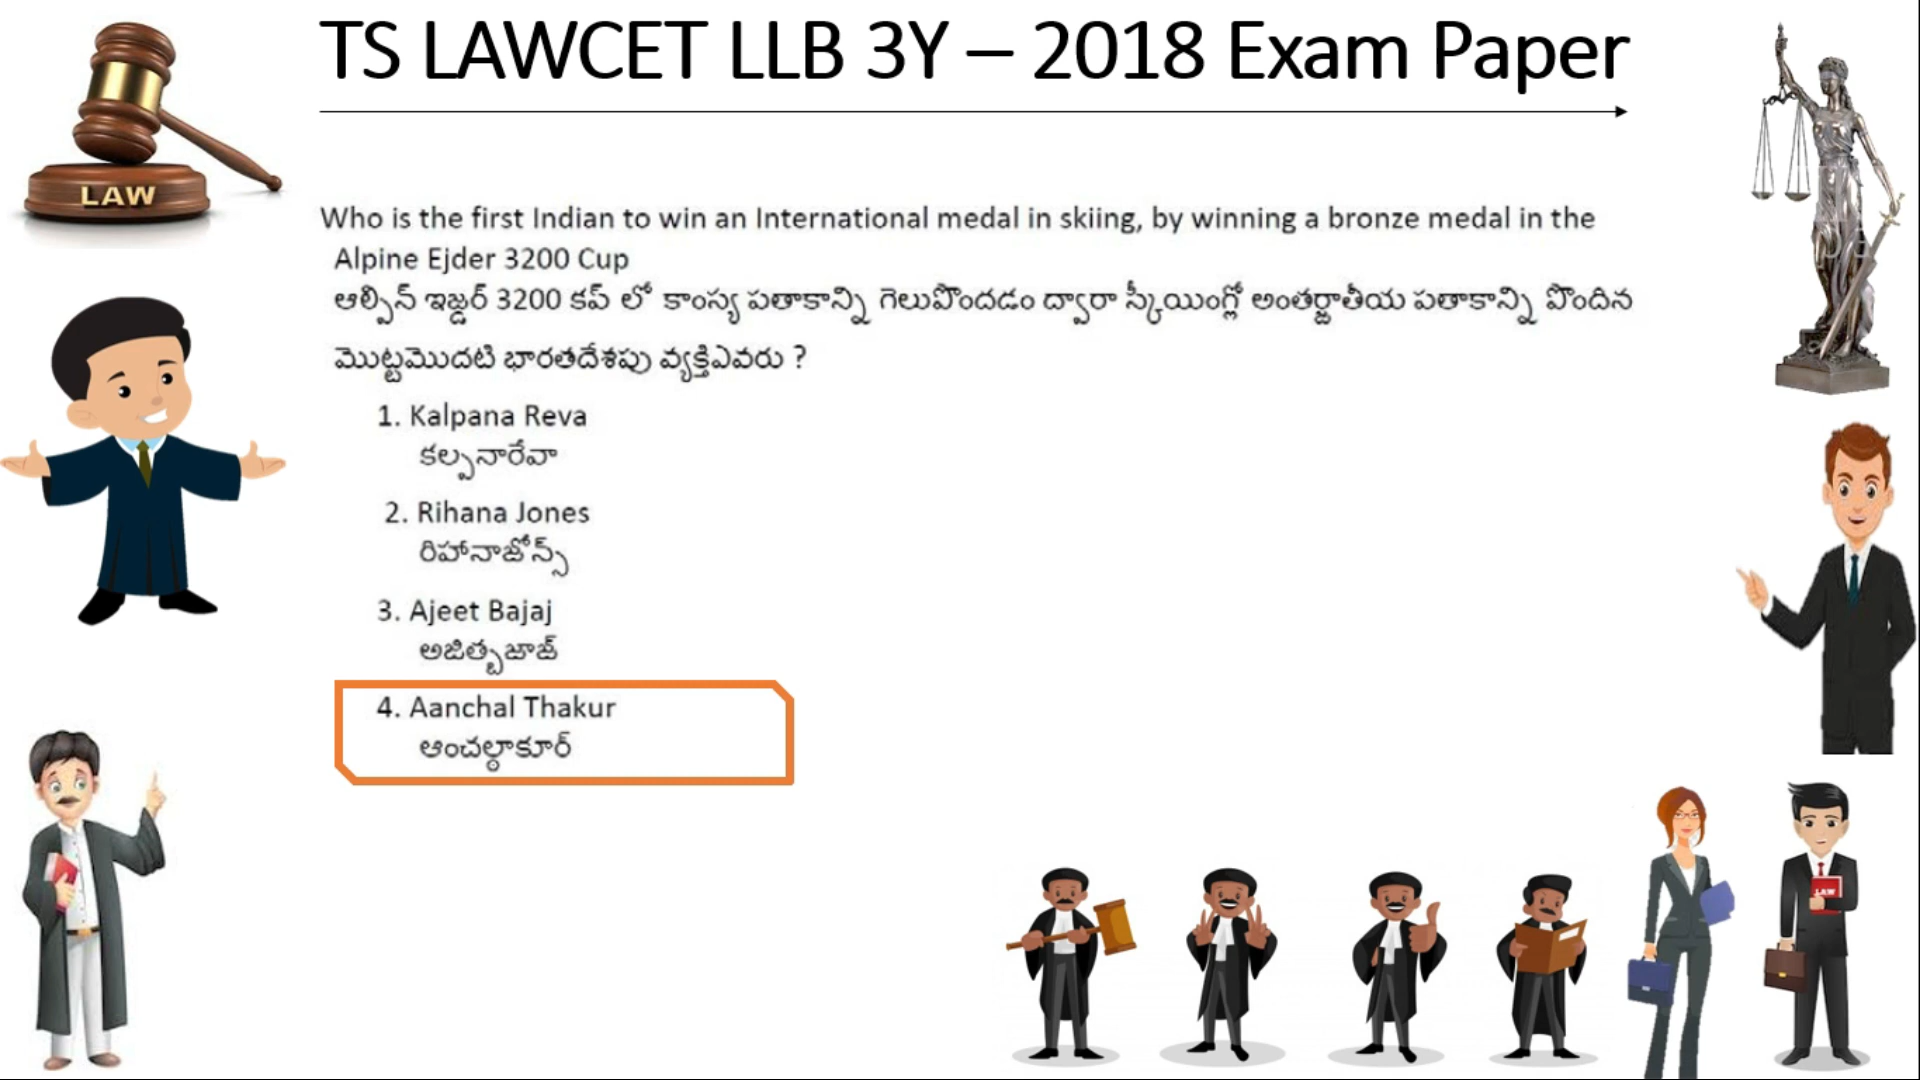 TS LAWCET LLB 3Y – 2018 Exam Paper
LAW
Who is the first Indian to win an International medal in skiing, by winning a bronze medal in the
Alpine Ejder 3200 Cup
ఆల్పిన్ ఇజ్డర్ 3200 కప్ లో కాంస్య పతాకాన్ని గెలుపొందడం ద్వారా స్కీయింగ్లో అంతర్జాతీయ పతాకాన్ని పొందిన
మొట్టమొదటి భారతదేశపు వ్యక్తిఎవరు ?
1. Kalpana Reva
కల్పనారేవా
2. Rihana Jones
రిహానాజోన్స్
3. Ajeet Bajaj
అజిత్బజాజ్
4. Aanchal Thakur
ఆంచల్ఠాకూర్
LAW